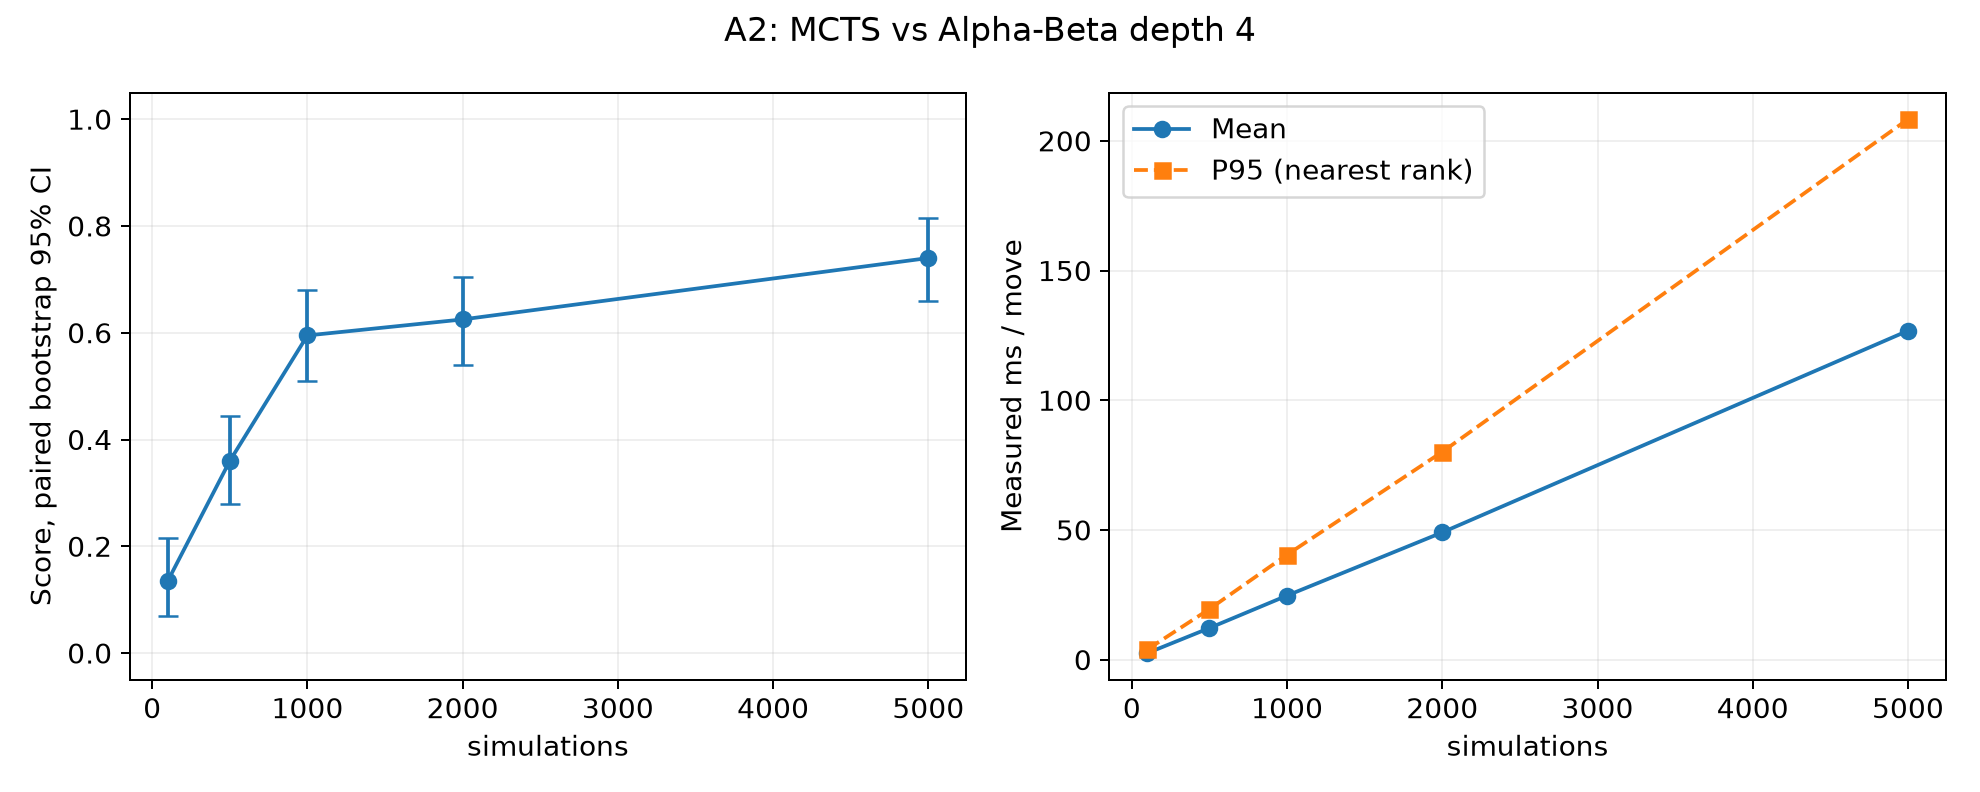 A2: MCTS vs Alpha-Beta depth 4
Score, paired bootstrap 95% CI
1.0
0.8
0.6
0.4
0.2
0.0
0 1000 2000 3000 4000 5000
simulations
Measured ms / move
200
150
100
50
0
Mean
P95 (nearest rank)
0 1000 2000 3000 4000 5000
simulations